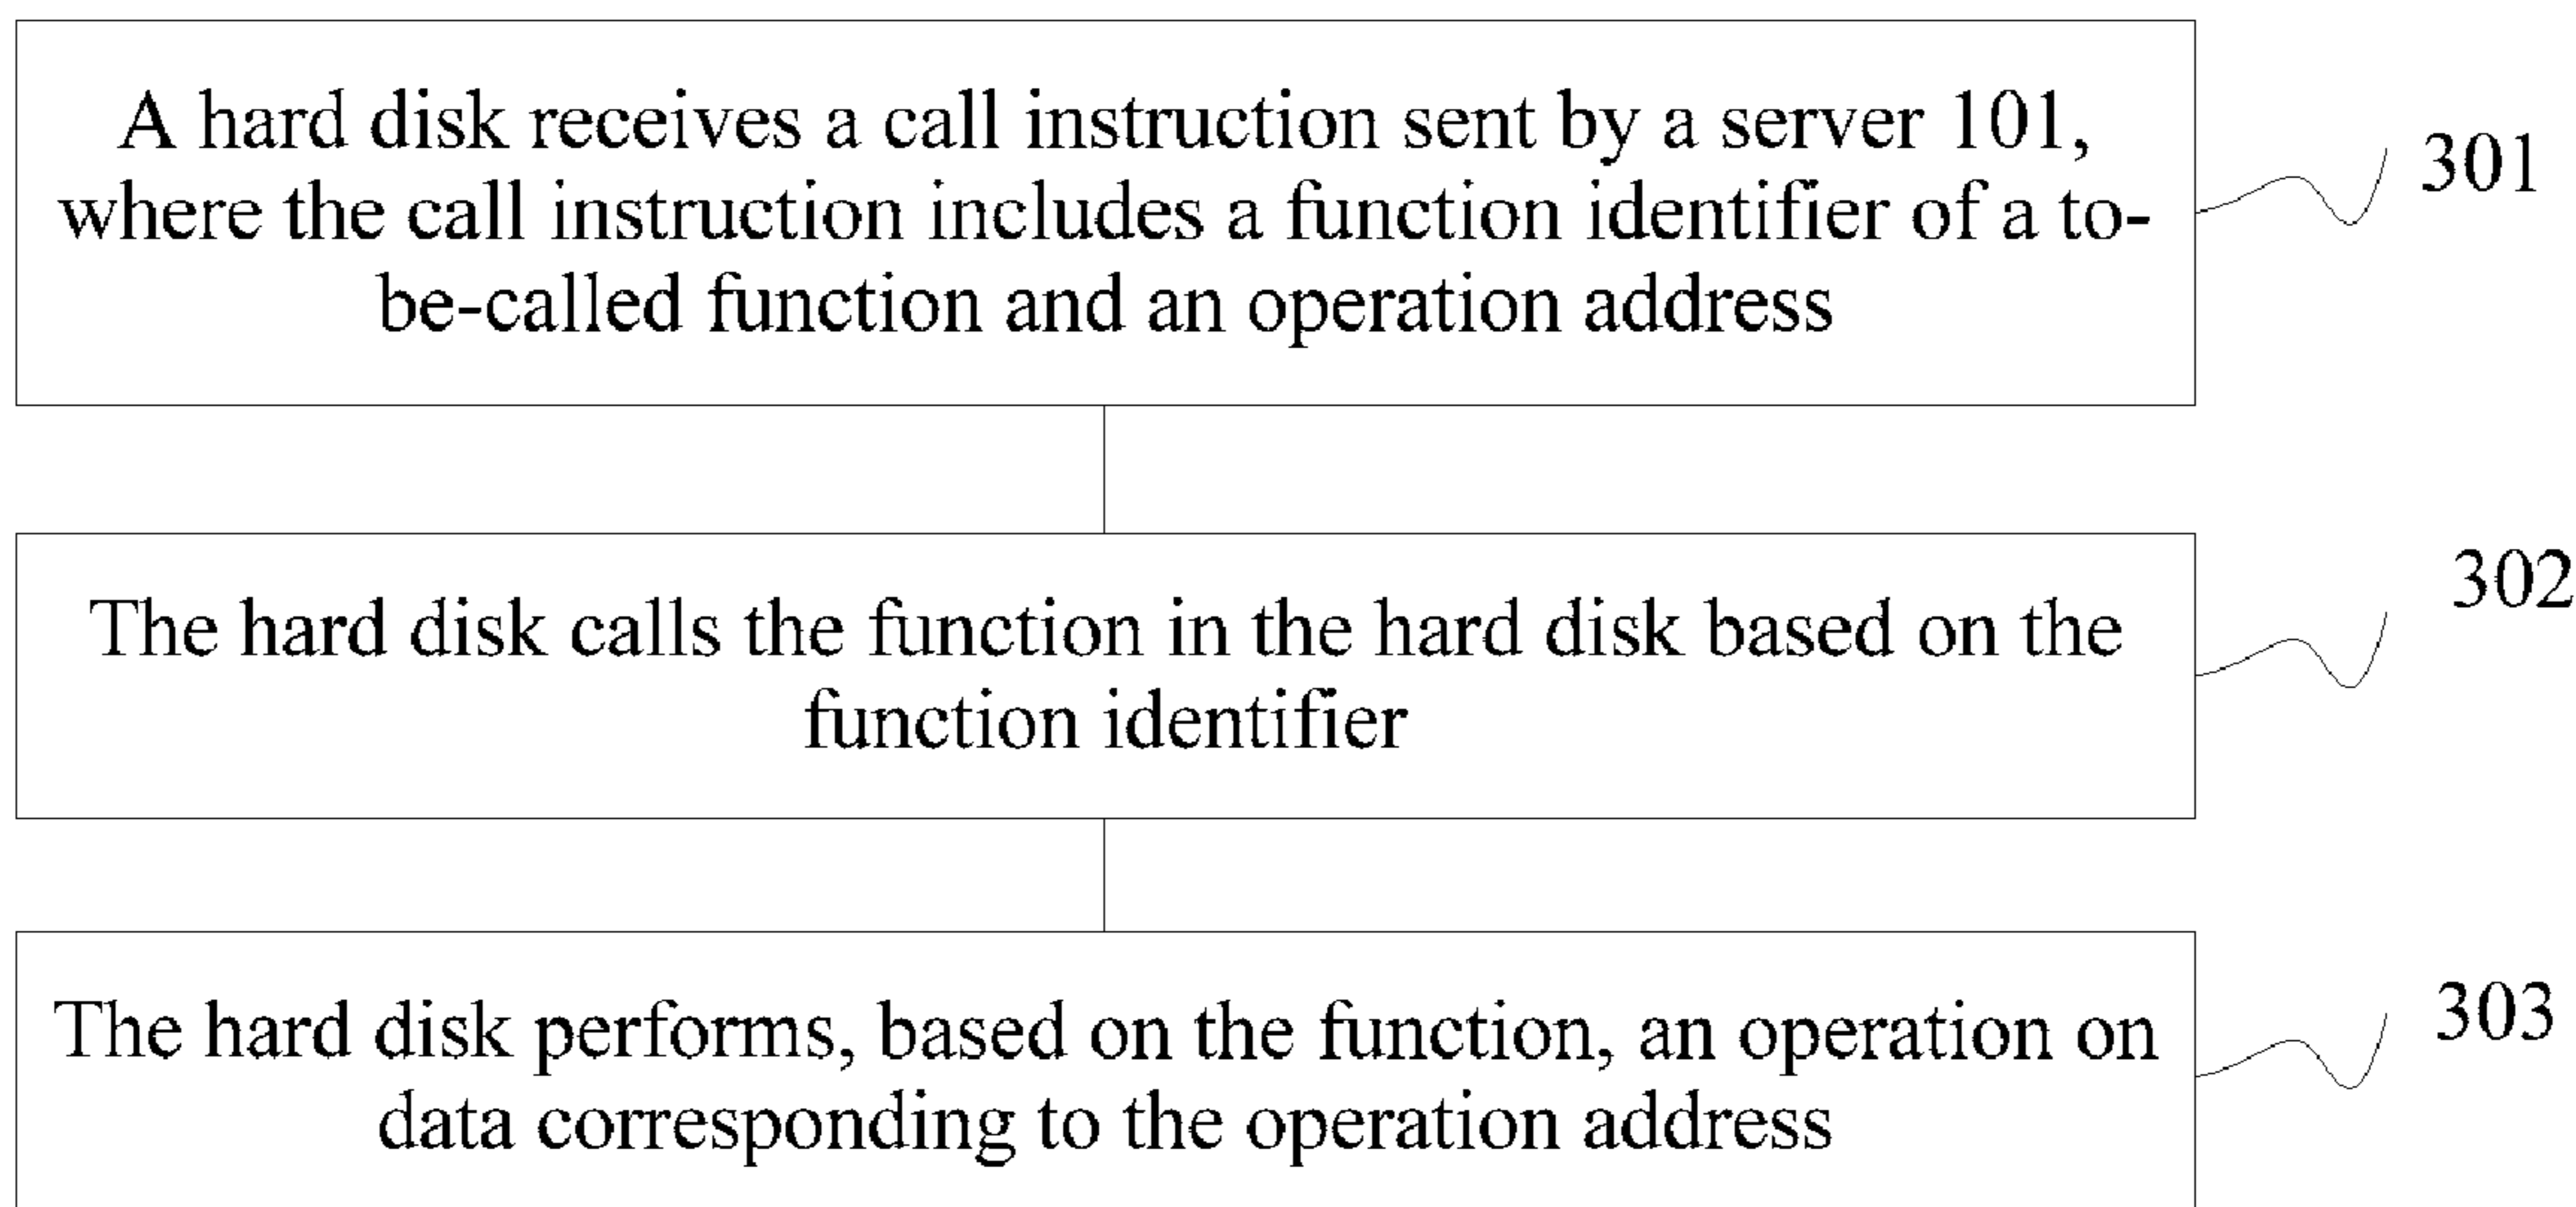 A hard disk receives a call instruction sent by a server 101,
where the call instruction includes a function identifier of a to-
be-called function and an operation address
301
The hard disk calls the function in the hard disk based on the
function identifier
302
The hard disk performs, based on the function, an operation on
data corresponding to the operation address
303